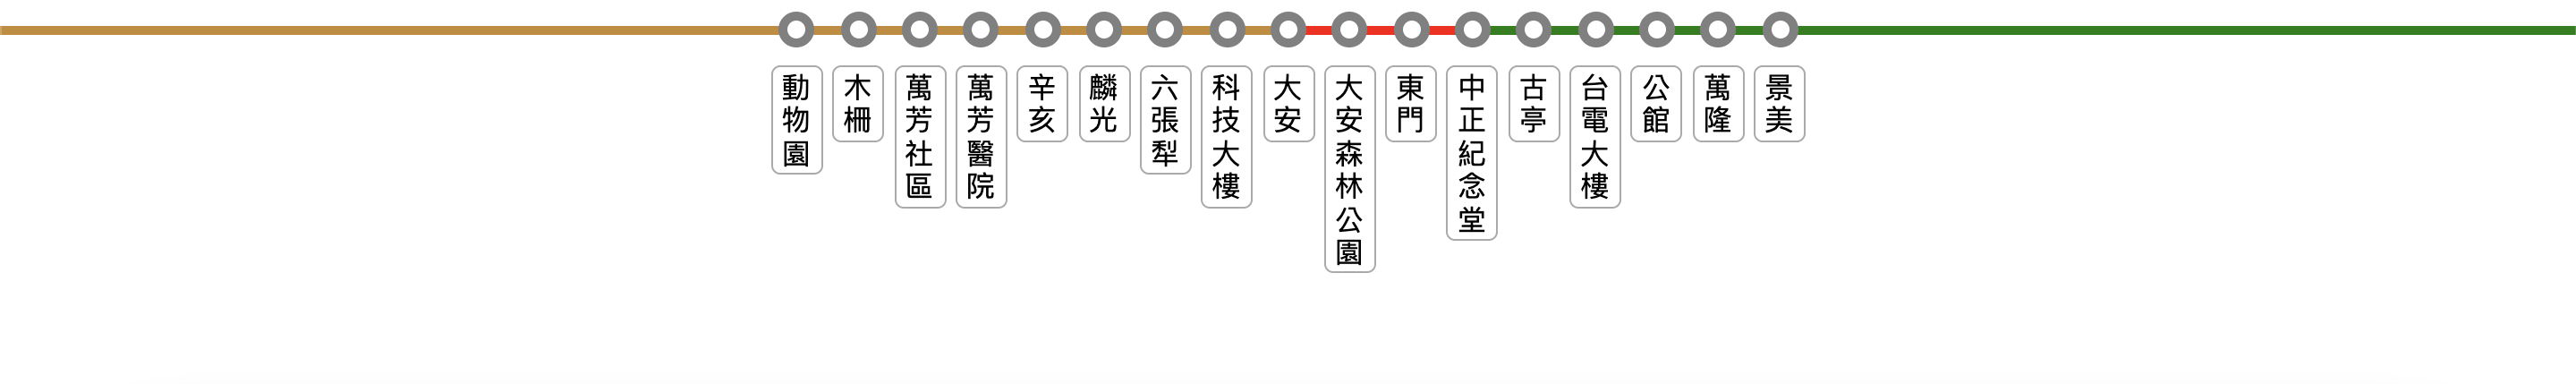 動物園
木柵
萬芳社區
萬芳醫院
辛亥
麟光
六張犁
科技大樓
大安
大安森林公園
東門
中正紀念堂
古亭
台電大樓
公館
萬隆
景美